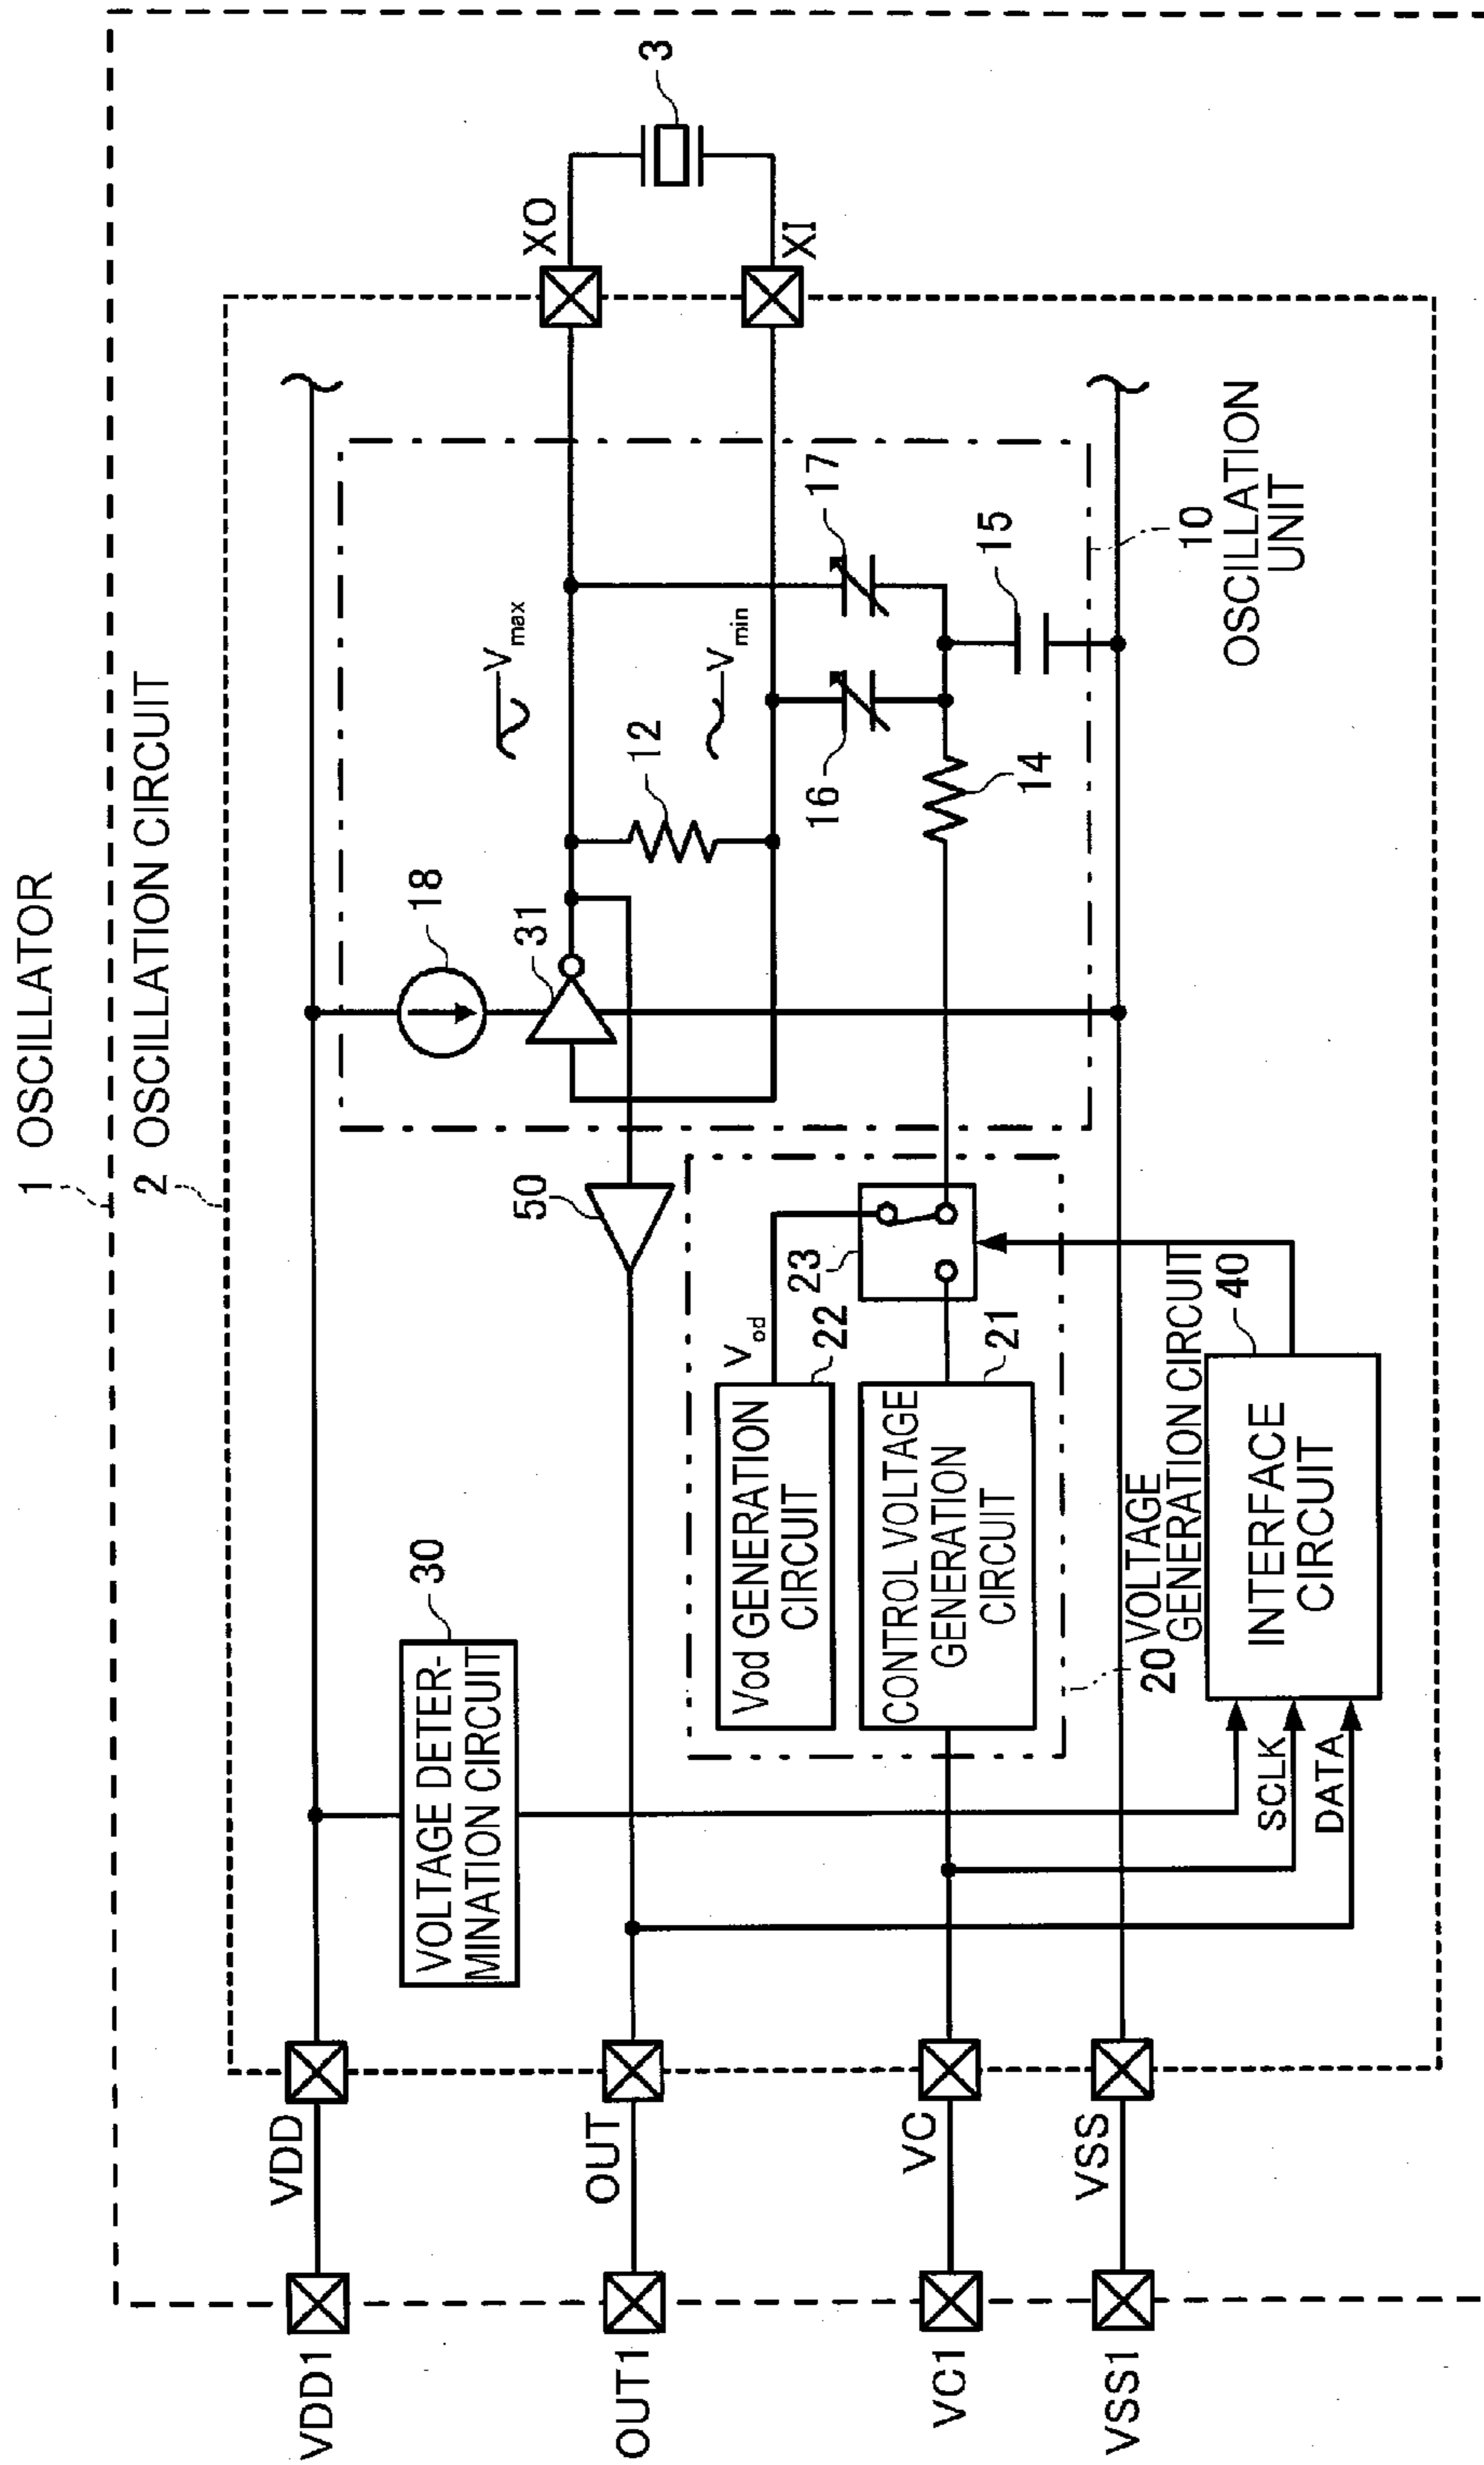 1 OSCILLATOR
2 OSCILLATION CIRCUIT
VDD1
VDD
OUT1
OUT
VC1
VC
VSS1
VSS
VOLTAGE DETER-
MINATION CIRCUIT
30
50
18
31
12
Vmax
Vmin
XO
XI
3
Vod GENERATION
CIRCUIT
22
Vod
23
CONTROL VOLTAGE
GENERATION
CIRCUIT
21
20 VOLTAGE
GENERATION CIRCUIT
14
16
17
15
10
OSCILLATION
UNIT
SCLK
DATA
INTERFACE
CIRCUIT
40